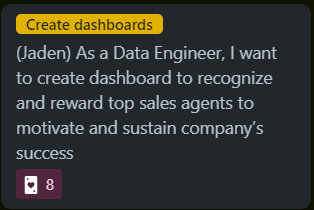 Create dashboards
(Jaden) As a Data Engineer, I want
to create dashboard to recognize
and reward top sales agents to
motivate and sustain company’s
success
8